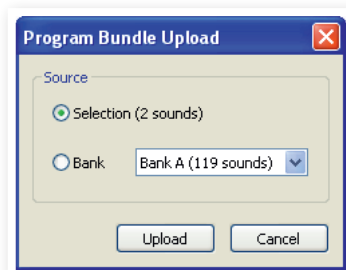 Program Bundle Upload
Source
Selection (2 sounds)
Bank
Bank A (119 sounds)
Upload
Cancel